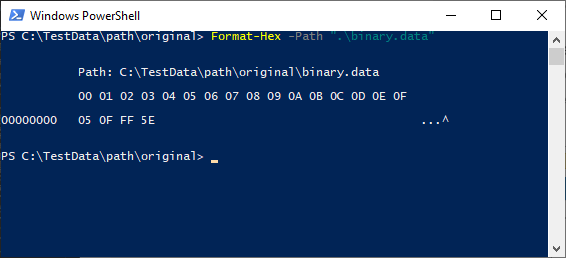 Windows PowerShell
PS C:\TestData\path\original> Format-Hex -Path ".\binary.data"
Path: C:\TestData\path\original\binary.data
00 01 02 03 04 05 06 07 08 09 0A 0B 0C 0D 0E 0F
00000000 05 0F FF 5E ...^
PS C:\TestData\path\original>